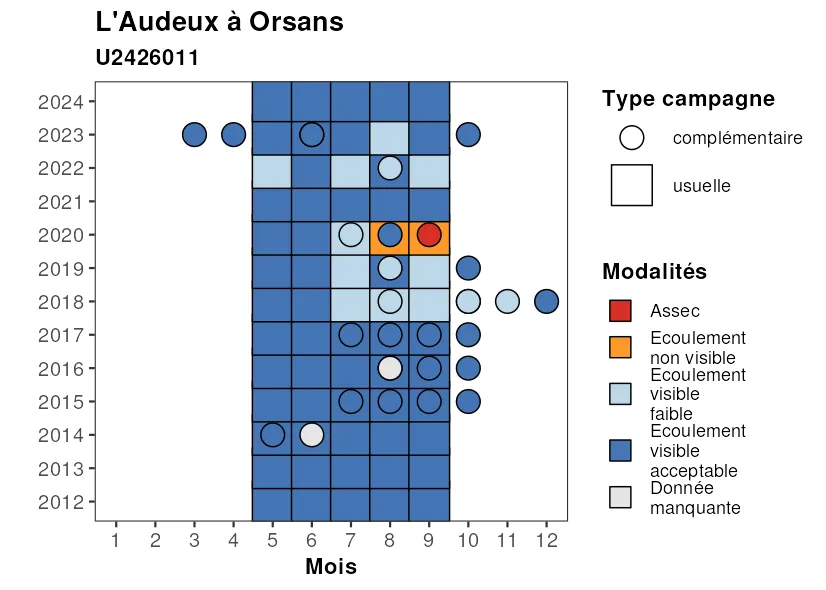 L'Audeux à Orsans
U2426011
2024
2023
2022
2021
2020
2019
2018
2017
2016
2015
2014
2013
2012
1 2 3 4 5 6 7 8 9 10 11 12
Mois
Type campagne
complémentaire
usuelle
Modalités
Assec
Ecoulement
non visible
Ecoulement
visible
faible
Ecoulement
visible
acceptable
Donnée
manquante